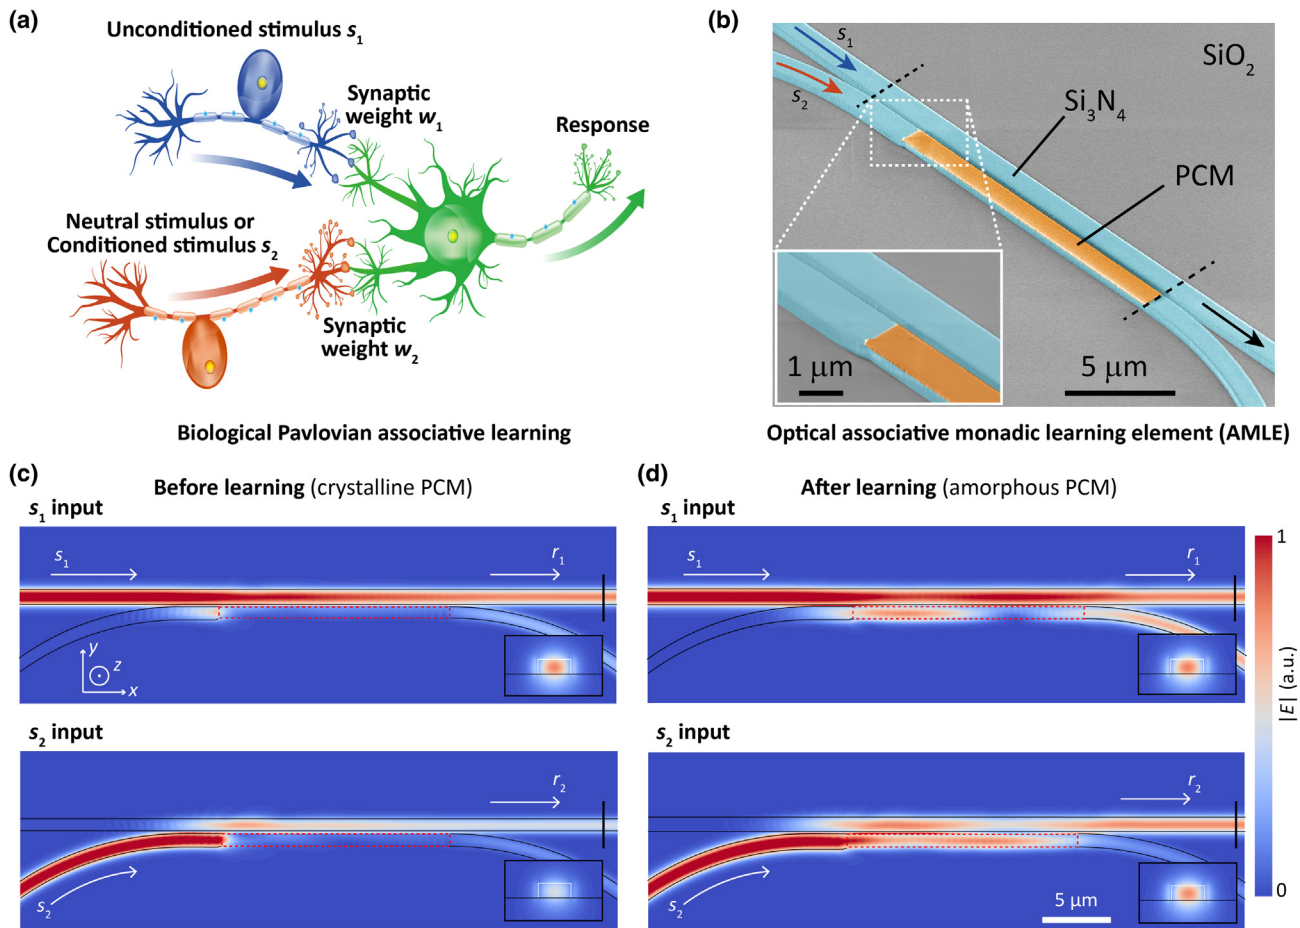 (a)
Unconditioned stimulus s₁
Synaptic
weight w₁
Response
Neutral stimulus or
Conditioned stimulus s₂
Synaptic
weight w₂
Biological Pavlovian associative learning
(b)
s₁
s₂
SiO₂
Si₃N₄
PCM
1 μm
5 μm
Optical associative monadic learning element (AMLE)
(c)
Before learning (crystalline PCM)
s₁ input
s₁
r₁
y
z
x
s₂ input
r₂
s₂
(d)
After learning (amorphous PCM)
s₁ input
s₁
r₁
s₂ input
r₂
s₂
5 μm
1
|E| (a.u.)
0